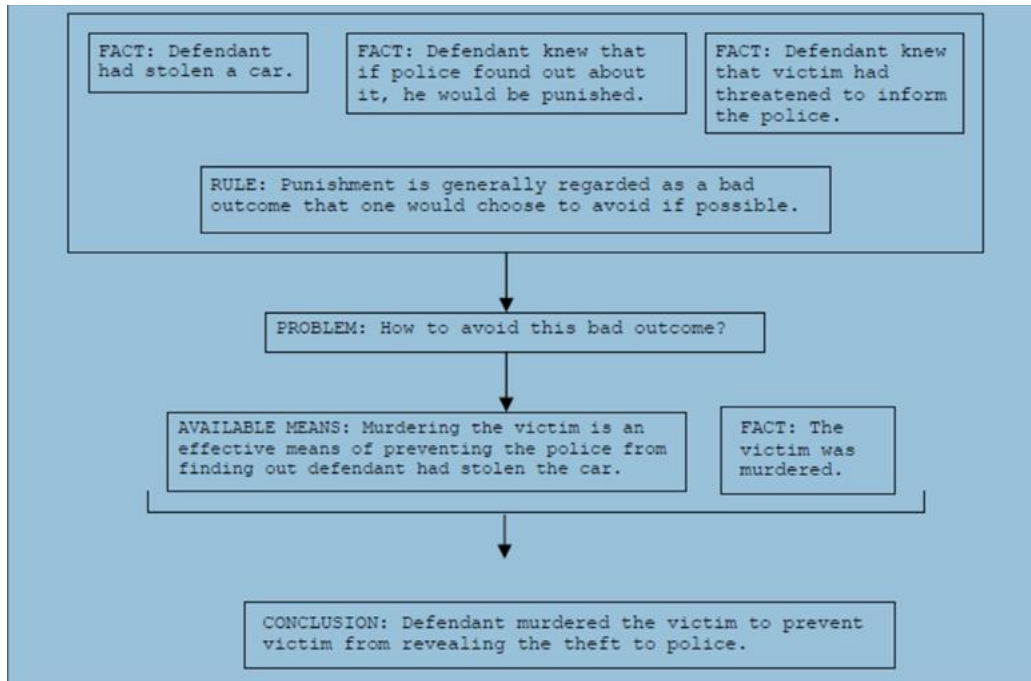 FACT: Defendant
had stolen a car.
FACT: Defendant knew that
if police found out about
it, he would be punished.
FACT: Defendant knew
that victim had
threatened to inform
the police.
RULE: Punishment is generally regarded as a bad
outcome that one would choose to avoid if possible.
PROBLEM: How to avoid this bad outcome?
AVAILABLE MEANS: Murdering the victim is an
effective means of preventing the police from
finding out defendant had stolen the car.
FACT: The
victim was
murdered.
CONCLUSION: Defendant murdered the victim to prevent
victim from revealing the theft to police.